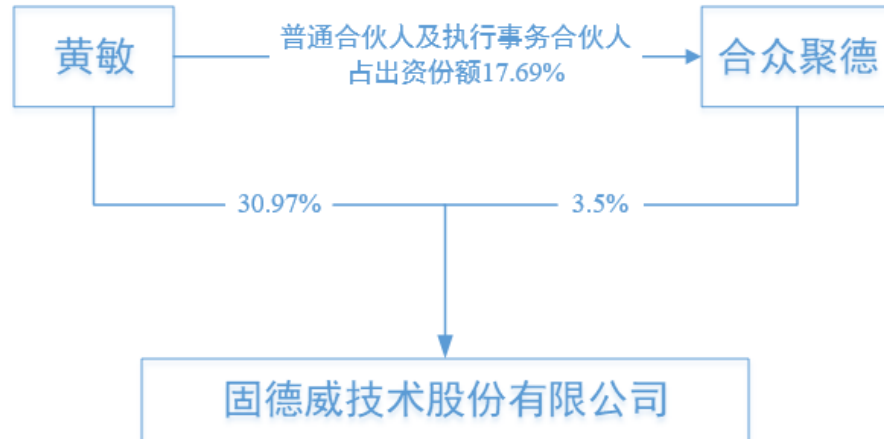 黄敏
普通合伙人及执行事务合伙人
占出资份额17.69%
合众聚德
30.97%
3.5%
固德威技术股份有限公司